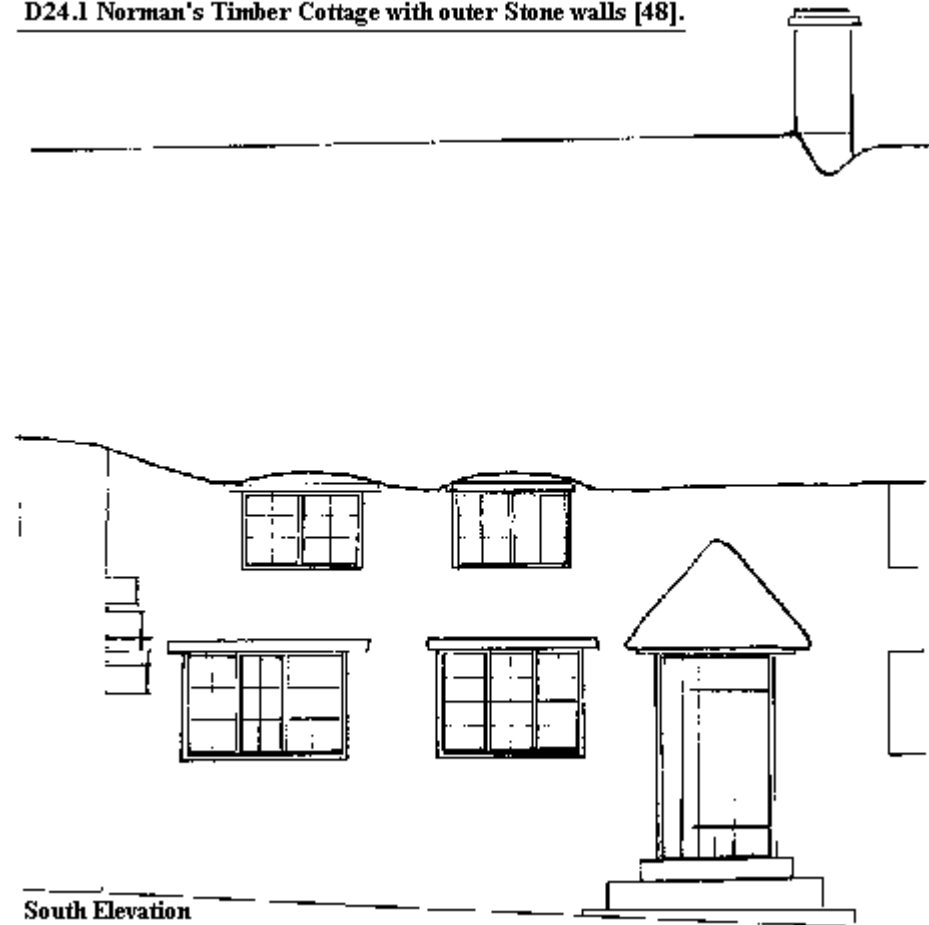 D24.1 Norman's Timber Cottage with outer Stone walls [48].
South Elevation